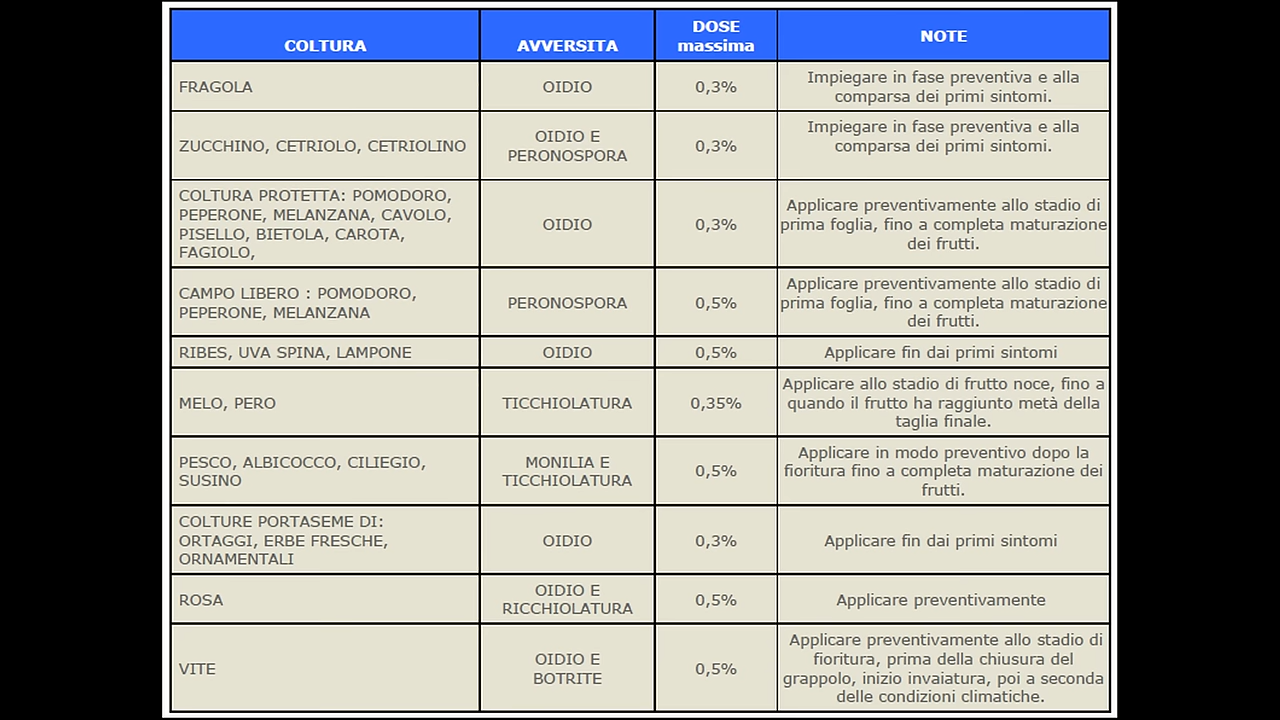 COLTURA AVVERSITA DOSE massima NOTE
FRAGOLA OIDIO 0,3% Impiegare in fase preventiva e alla
comparsa dei primi sintomi.
ZUCCHINO, CETRIOLO, CETRIOLINO OIDIO E
PERONOSPORA 0,3% Impiegare in fase preventiva e alla
comparsa dei primi sintomi.
COLTURA PROTETTA: POMODORO,
PEPERONE, MELANZANA, CAVOLO,
PISELLO, BIETOLA, CAROTA,
FAGIOLO, OIDIO 0,3% Applicare preventivamente allo stadio di
prima foglia, fino a completa maturazione
dei frutti.
CAMPO LIBERO : POMODORO,
PEPERONE, MELANZANA PERONOSPORA 0,5% Applicare preventivamente allo stadio di
prima foglia, fino a completa maturazione
dei frutti.
RIBES, UVA SPINA, LAMPONE OIDIO 0,5% Applicare fin dai primi sintomi
MELO, PERO TICCHIOLATURA 0,35% Applicare allo stadio di frutto noce, fino a
quando il frutto ha raggiunto metà della
taglia finale.
PESCO, ALBICOCCO, CILIEGIO,
SUSINO MONILIA E
TICCHIOLATURA 0,5% Applicare in modo preventivo dopo la
fioritura fino a completa maturazione dei
frutti.
COLTURE PORTASEME DI:
ORTAGGI, ERBE FRESCHE,
ORNAMENTALI OIDIO 0,3% Applicare fin dai primi sintomi
ROSA OIDIO E
RICCHIOLATURA 0,5% Applicare preventivamente
VITE OIDIO E
BOTRITE 0,5% Applicare preventivamente allo stadio di
fioritura, prima della chiusura del
grappolo, inizio invaiatura, poi a seconda
delle condizioni climatiche.